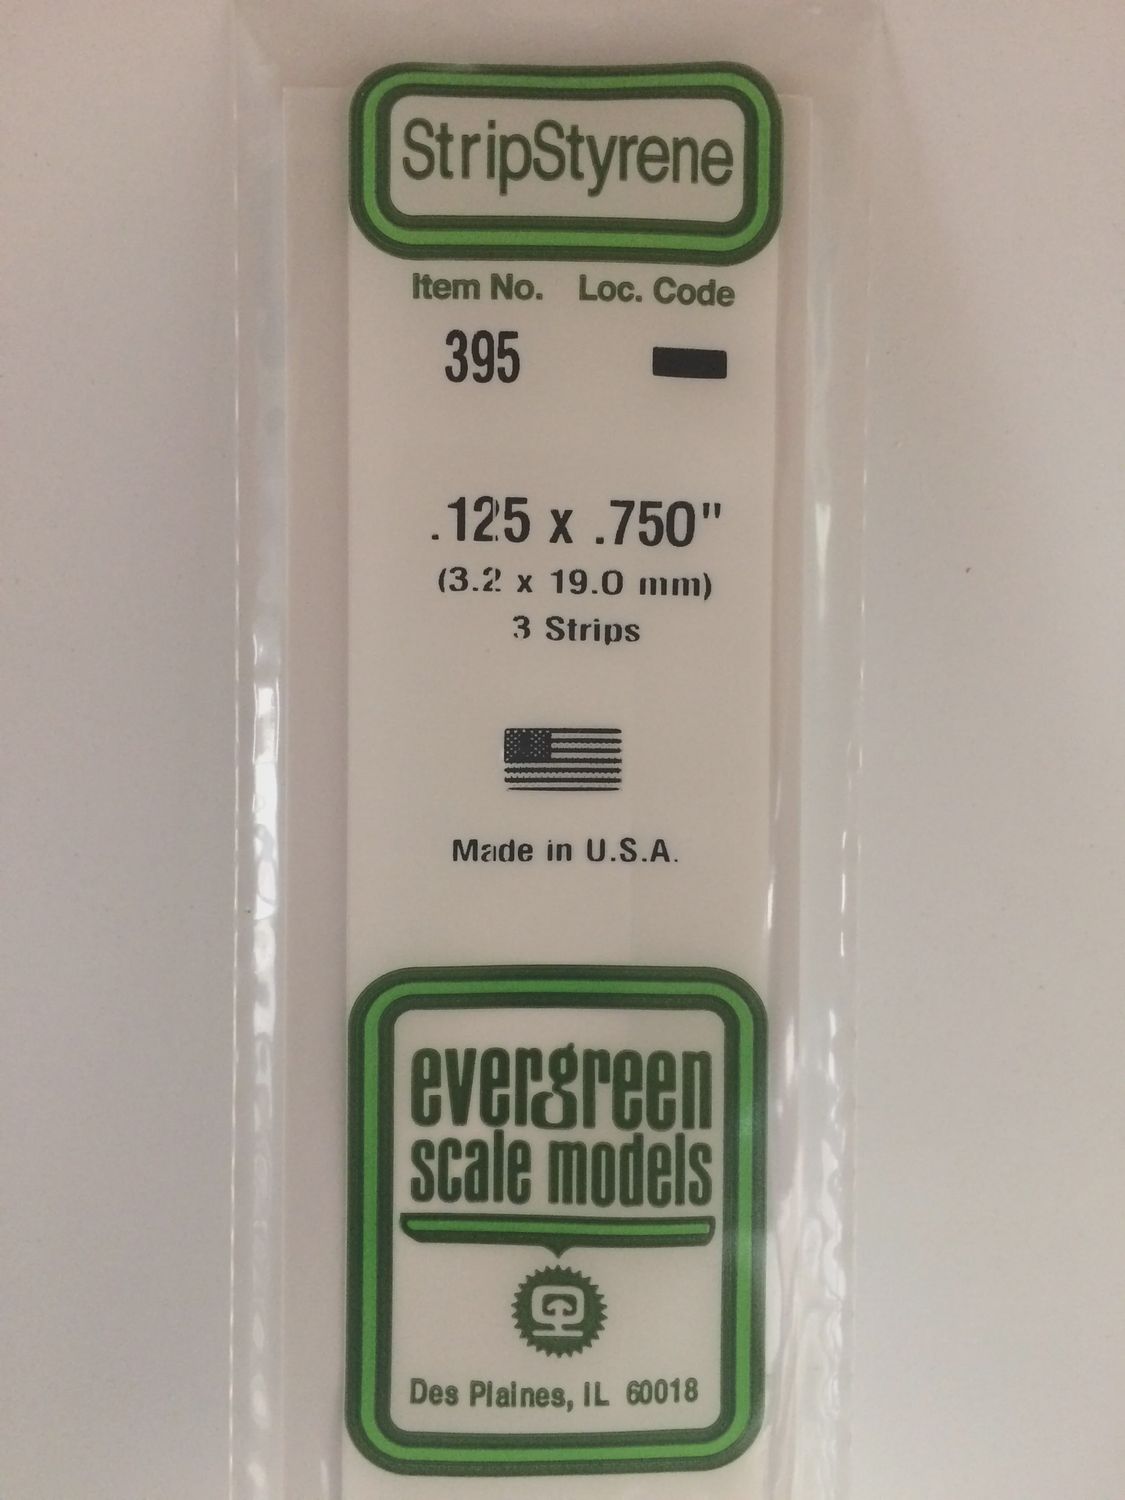 StripStyrene
Item No. Loc. Code
395
.125 x .750"
(3.2 x 19.0 mm)
3 Strips
Made in U.S.A.
evergreen
scale models
Des Plaines, IL 60018